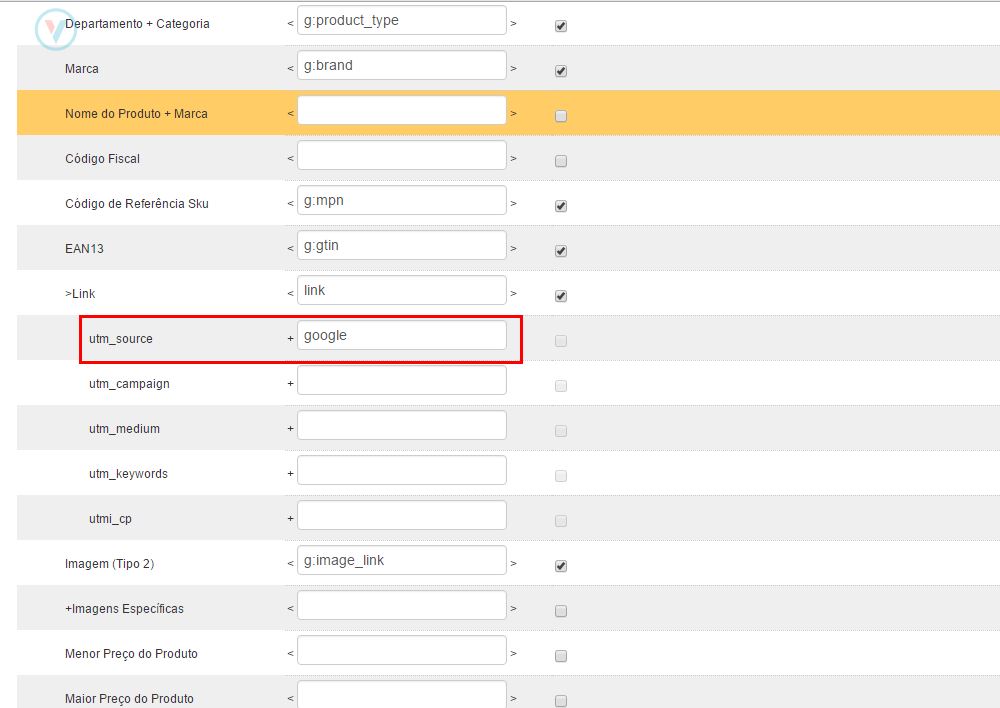 Departamento + Categoria < g:product_type >
Marca < g:brand >
Nome do Produto + Marca < >
Código Fiscal < >
Código de Referência Sku < g:mpn >
EAN13 < g:gtin >
>Link < link >
utm_source + google
utm_campaign +
utm_medium +
utm_keywords +
utmi_cp +
Imagem (Tipo 2) < g:image_link >
+Imagens Específicas < >
Menor Preço do Produto < >
Maior Preço do Produto < >